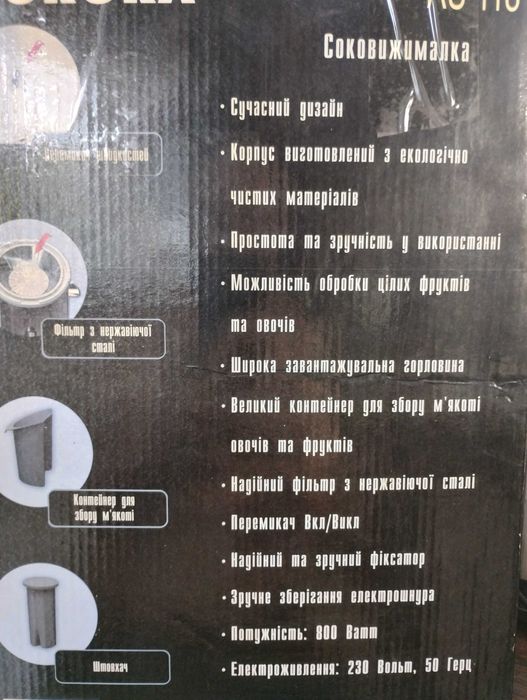 Соковижималка
· Сучасний дизайн
· Корпус виготовлений з екологічно
чистих матеріалів
· Простота та зручність у використанні
· Можливість обробки цілих фруктів
та овочів
· Широка завантажувальна горловина
· Великий контейнер для збору м'якоті
овочів та фруктів
· Надійний фільтр з нержавіючої сталі
· Перемикач Вкл/Викл
· Надійний та зручний фіксатор
· Зручне зберігання електрошнура
· Потужність: 800 Ватт
· Електроживлення: 230 Вольт, 50 Герц
Перемикач швидкостей
Фільтр з нержавіючої
сталі
Контейнер для
збору м'якоті
Штовхач